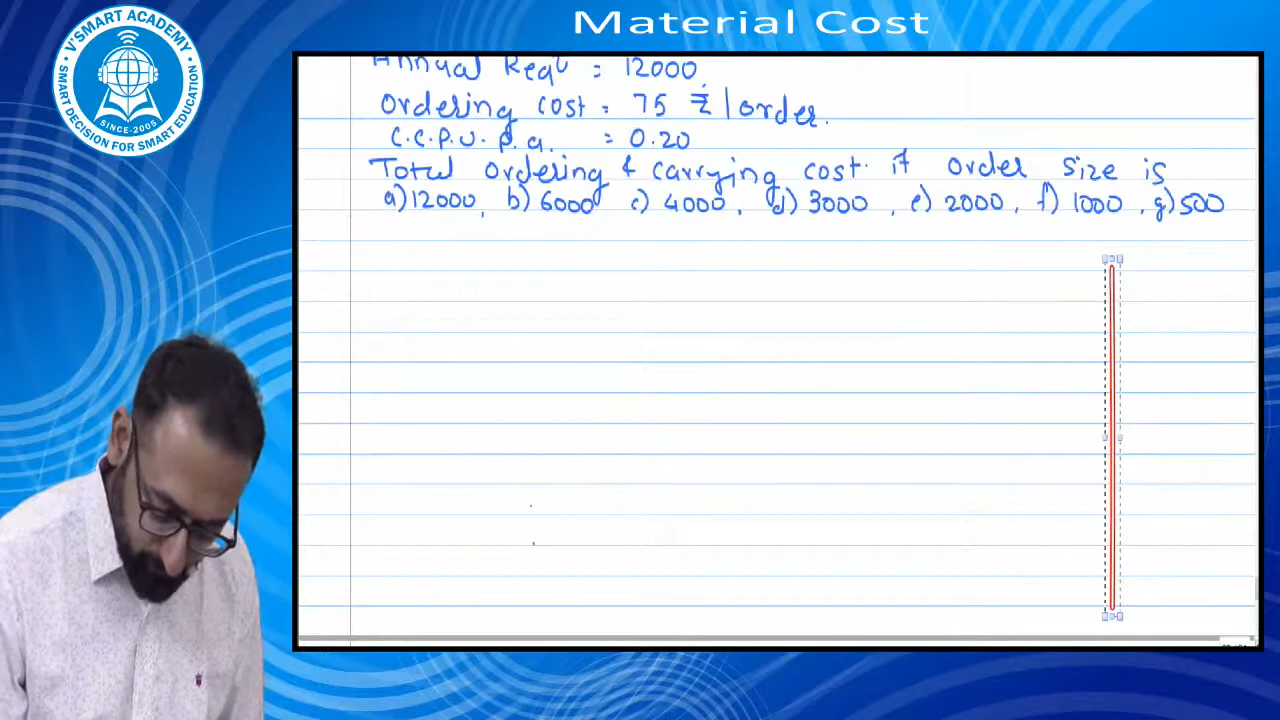 Material Cost
V'SMART ACADEMY
SINCE-2005
SMART DECISION FOR SMART EDUCATION
Annual Reqt = 12000
Ordering cost = 75 ₹ / order.
C.C.P.U. p.a. = 0.20
Total ordering & carrying cost if order size is
a) 12000, b) 6000 c) 4000, d) 3000, e) 2000, f) 1000, g) 500